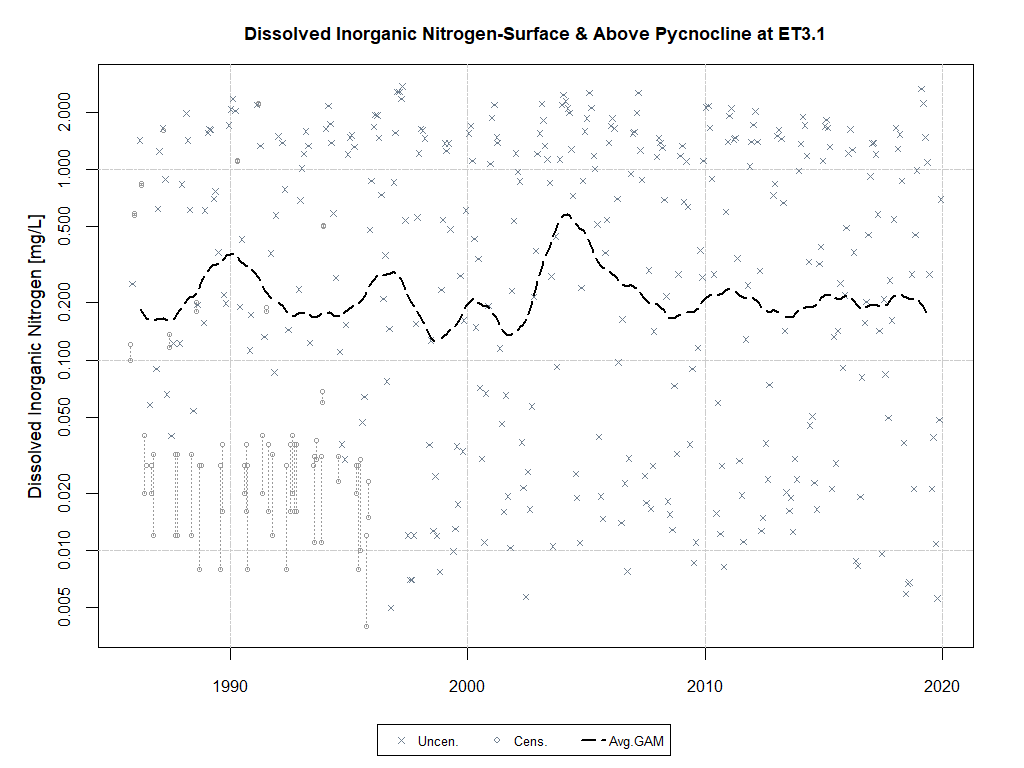 Dissolved Inorganic Nitrogen-Surface & Above Pycnocline at ET3.1
Dissolved Inorganic Nitrogen [mg/L]
2.000
1.000
0.500
0.200
0.100
0.050
0.020
0.010
0.005
1990
2000
2010
2020
Uncen.
Cens.
Avg.GAM